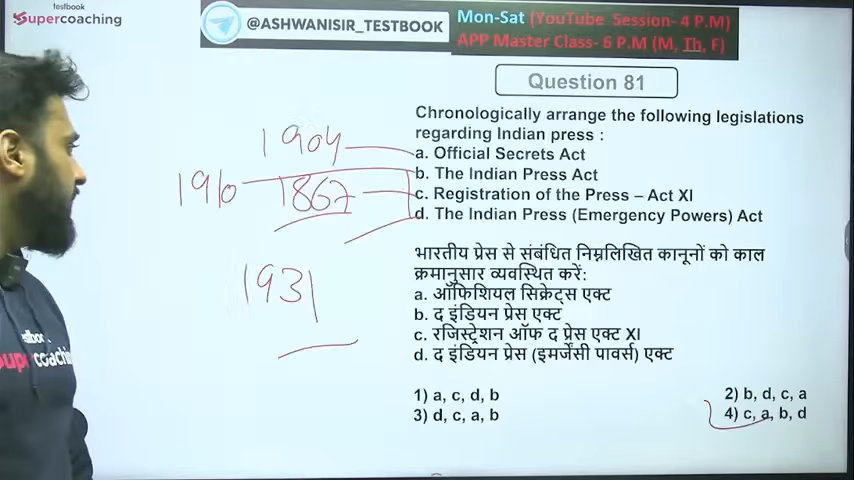 testbook
Supercoaching
@ASHWANISIR_TESTBOOK
Mon-Sat (YouTube Session- 4 P.M)
APP Master Class- 6 P.M (M, Th, F)
Question 81
Chronologically arrange the following legislations
regarding Indian press :
a. Official Secrets Act
b. The Indian Press Act
c. Registration of the Press – Act XI
d. The Indian Press (Emergency Powers) Act
1904
1910
1867
1931
भारतीय प्रेस से संबंधित निम्नलिखित कानूनों को काल
क्रमानुसार व्यवस्थित करें:
a. ऑफिशियल सिक्रेट्स एक्ट
b. द इंडियन प्रेस एक्ट
c. रजिस्ट्रेशन ऑफ द प्रेस एक्ट XI
d. द इंडियन प्रेस (इमर्जेंसी पावर्स) एक्ट
1) a, c, d, b
2) b, d, c, a
3) d, c, a, b
4) c, a, b, d